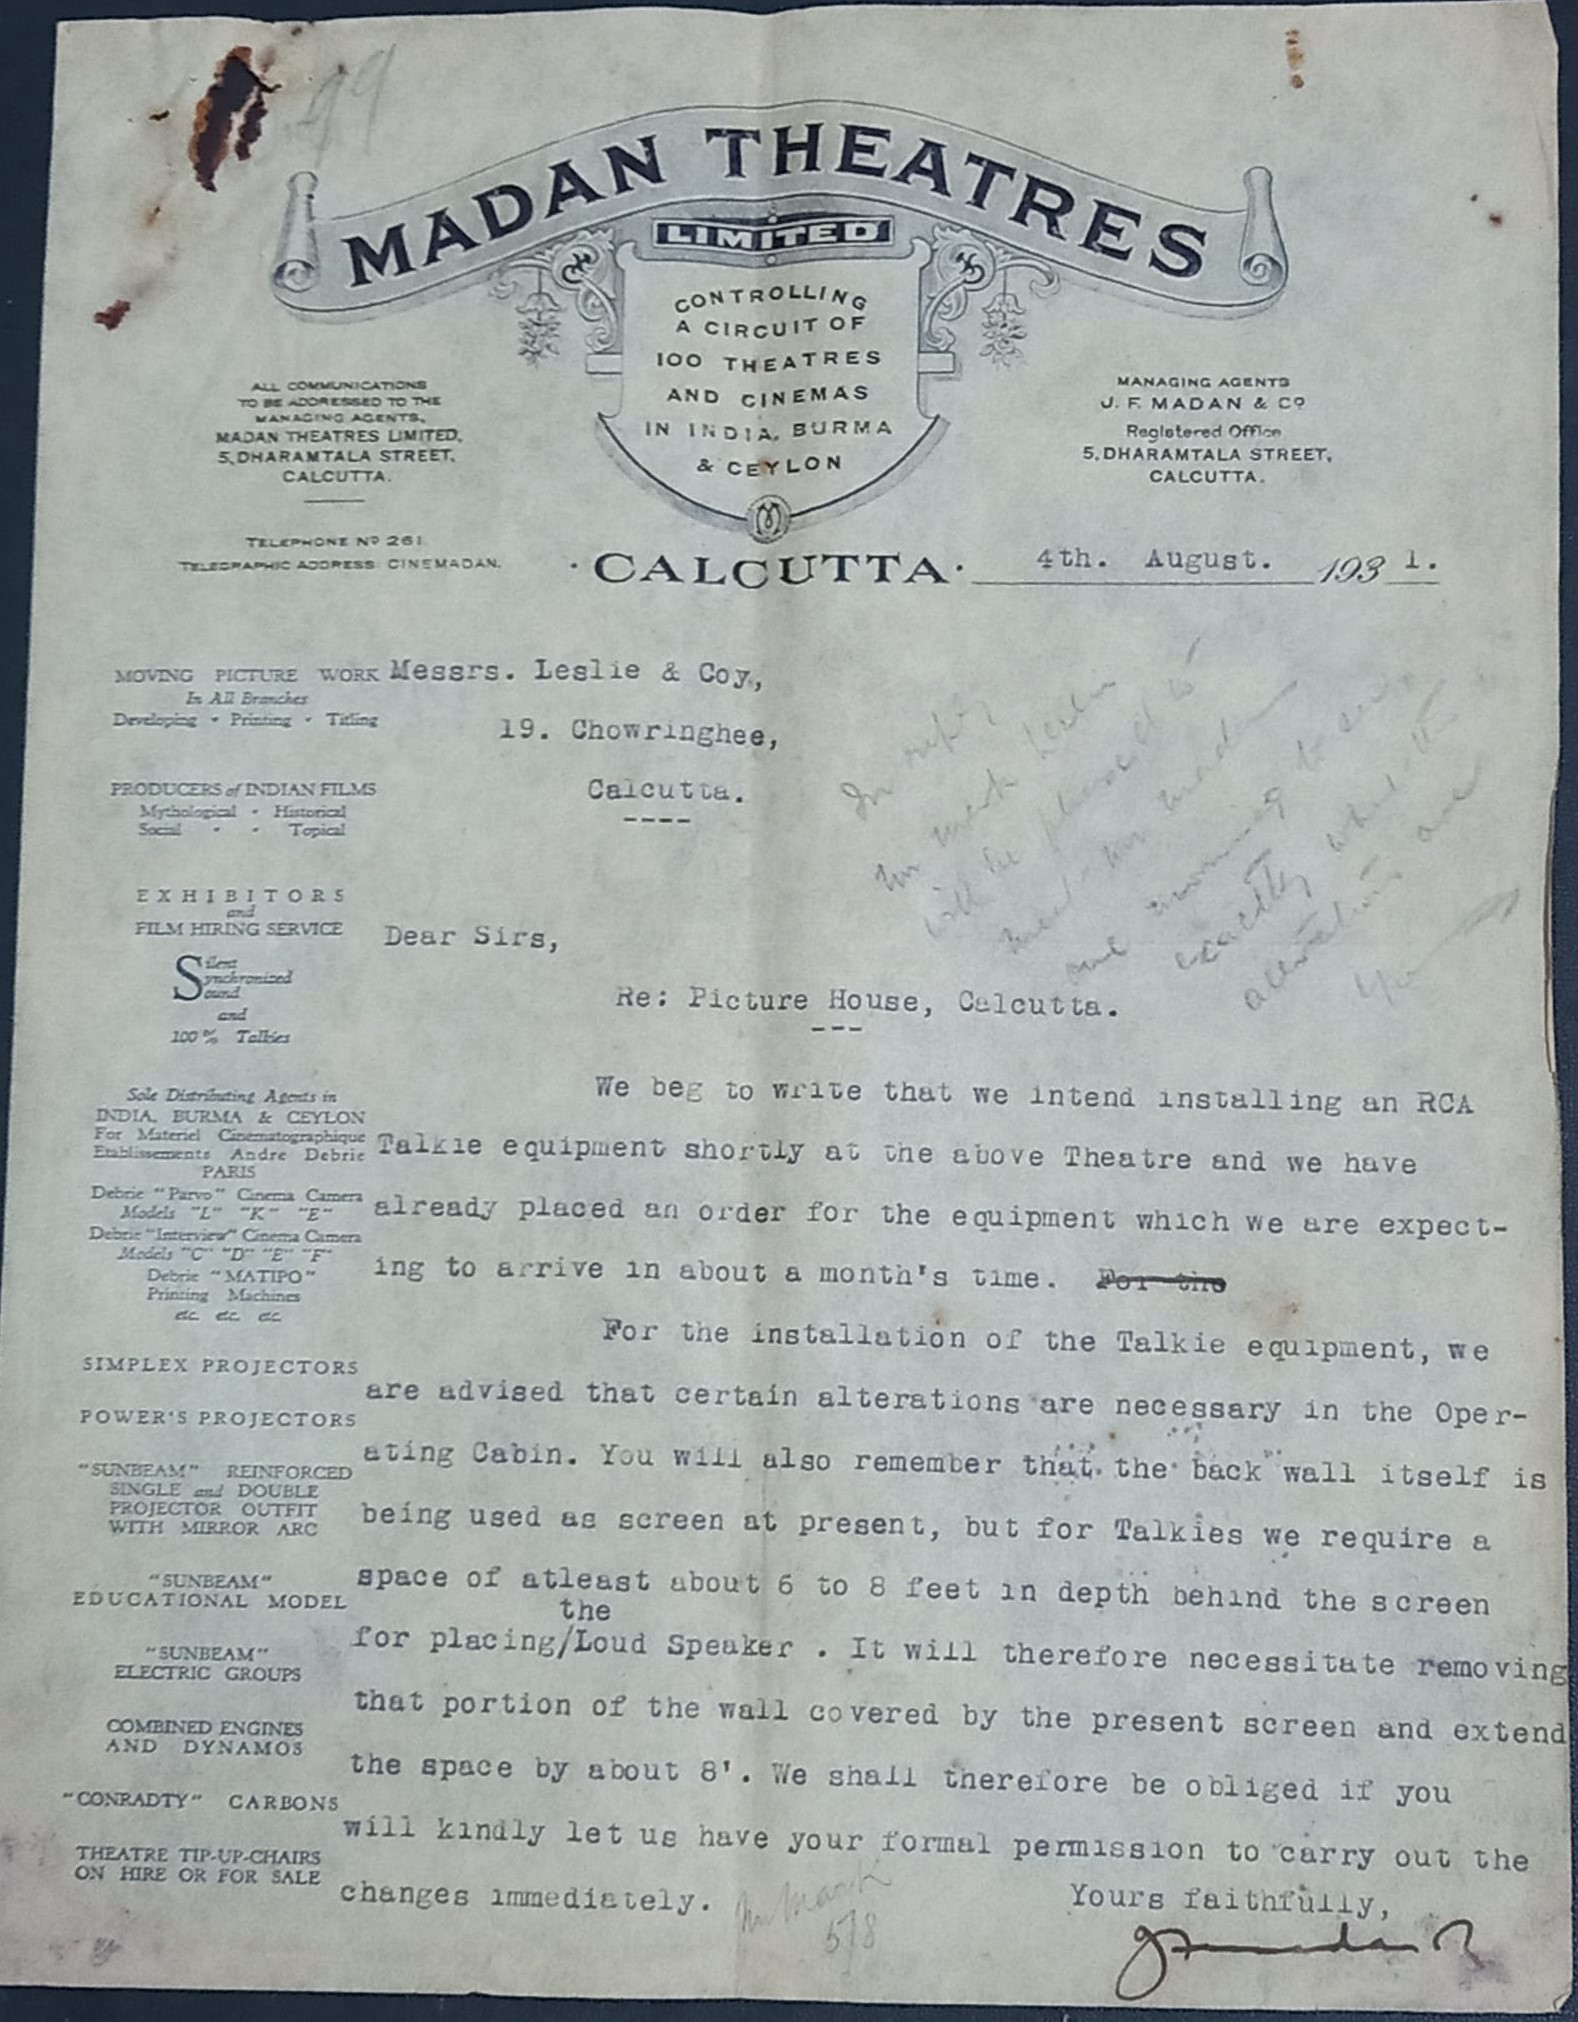 MADAN THEATRES
LIMITED
CONTROLLING
A CIRCUIT OF
100 THEATRES
AND CINEMAS
IN INDIA, BURMA
& CEYLON
ALL COMMUNICATIONS
TO BE ADDRESSED TO THE
MANAGING AGENTS,
MADAN THEATRES LIMITED,
5, DHARAMTALA STREET,
CALCUTTA.
TELEPHONE No 261.
TELEGRAPHIC ADDRESS: CINEMADAN.
MANAGING AGENTS
J. F. MADAN & Co
Registered Office
5, DHARAMTALA STREET,
CALCUTTA.
· CALCUTTA · 4th. August. 1931.
MOVING PICTURE WORK
In All Branches
Developing · Printing · Titling
PRODUCERS of INDIAN FILMS
Mythological · Historical
Social · · Topical
EXHIBITORS
and
FILM HIRING SERVICE
Silent
Synchronized
Sound
and
100% Talkies
Sole Distributing Agents in
INDIA, BURMA & CEYLON
For Materiel Cinematographique
Etablissements Andre Debrie
PARIS
Debrie "Parvo" Cinema Camera
Models "L" "K" "E"
Debrie "Interview" Cinema Camera
Models "C" "D" "E" "F"
Debrie "MATIPO"
Printing Machines
etc. etc. etc.
SIMPLEX PROJECTORS
POWER'S PROJECTORS
"SUNBEAM" REINFORCED
SINGLE and DOUBLE
PROJECTOR OUTFIT
WITH MIRROR ARC
"SUNBEAM"
EDUCATIONAL MODEL
"SUNBEAM"
ELECTRIC GROUPS
COMBINED ENGINES
AND DYNAMOS
"CONRADTY" CARBONS
THEATRE TIP-UP-CHAIRS
ON HIRE OR FOR SALE
Messrs. Leslie & Coy.,
19. Chowringhee,
Calcutta.
----
Dear Sirs,
Re: Picture House, Calcutta.
---
We beg to write that we intend installing an RCA
Talkie equipment shortly at the above Theatre and we have
already placed an order for the equipment which we are expect-
ing to arrive in about a month's time. For the
For the installation of the Talkie equipment, we
are advised that certain alterations are necessary in the Oper-
ating Cabin. You will also remember that the back wall itself is
being used as screen at present, but for Talkies we require a
space of atleast about 6 to 8 feet in depth behind the screen
the
for placing/Loud Speaker . It will therefore necessitate removing
that portion of the wall covered by the present screen and extend
the space by about 8'. We shall therefore be obliged if you
will kindly let us have your formal permission to carry out the
changes immediately.
Yours faithfully,
In reply
will be pleased to
one morning to see
exactly what
5/8